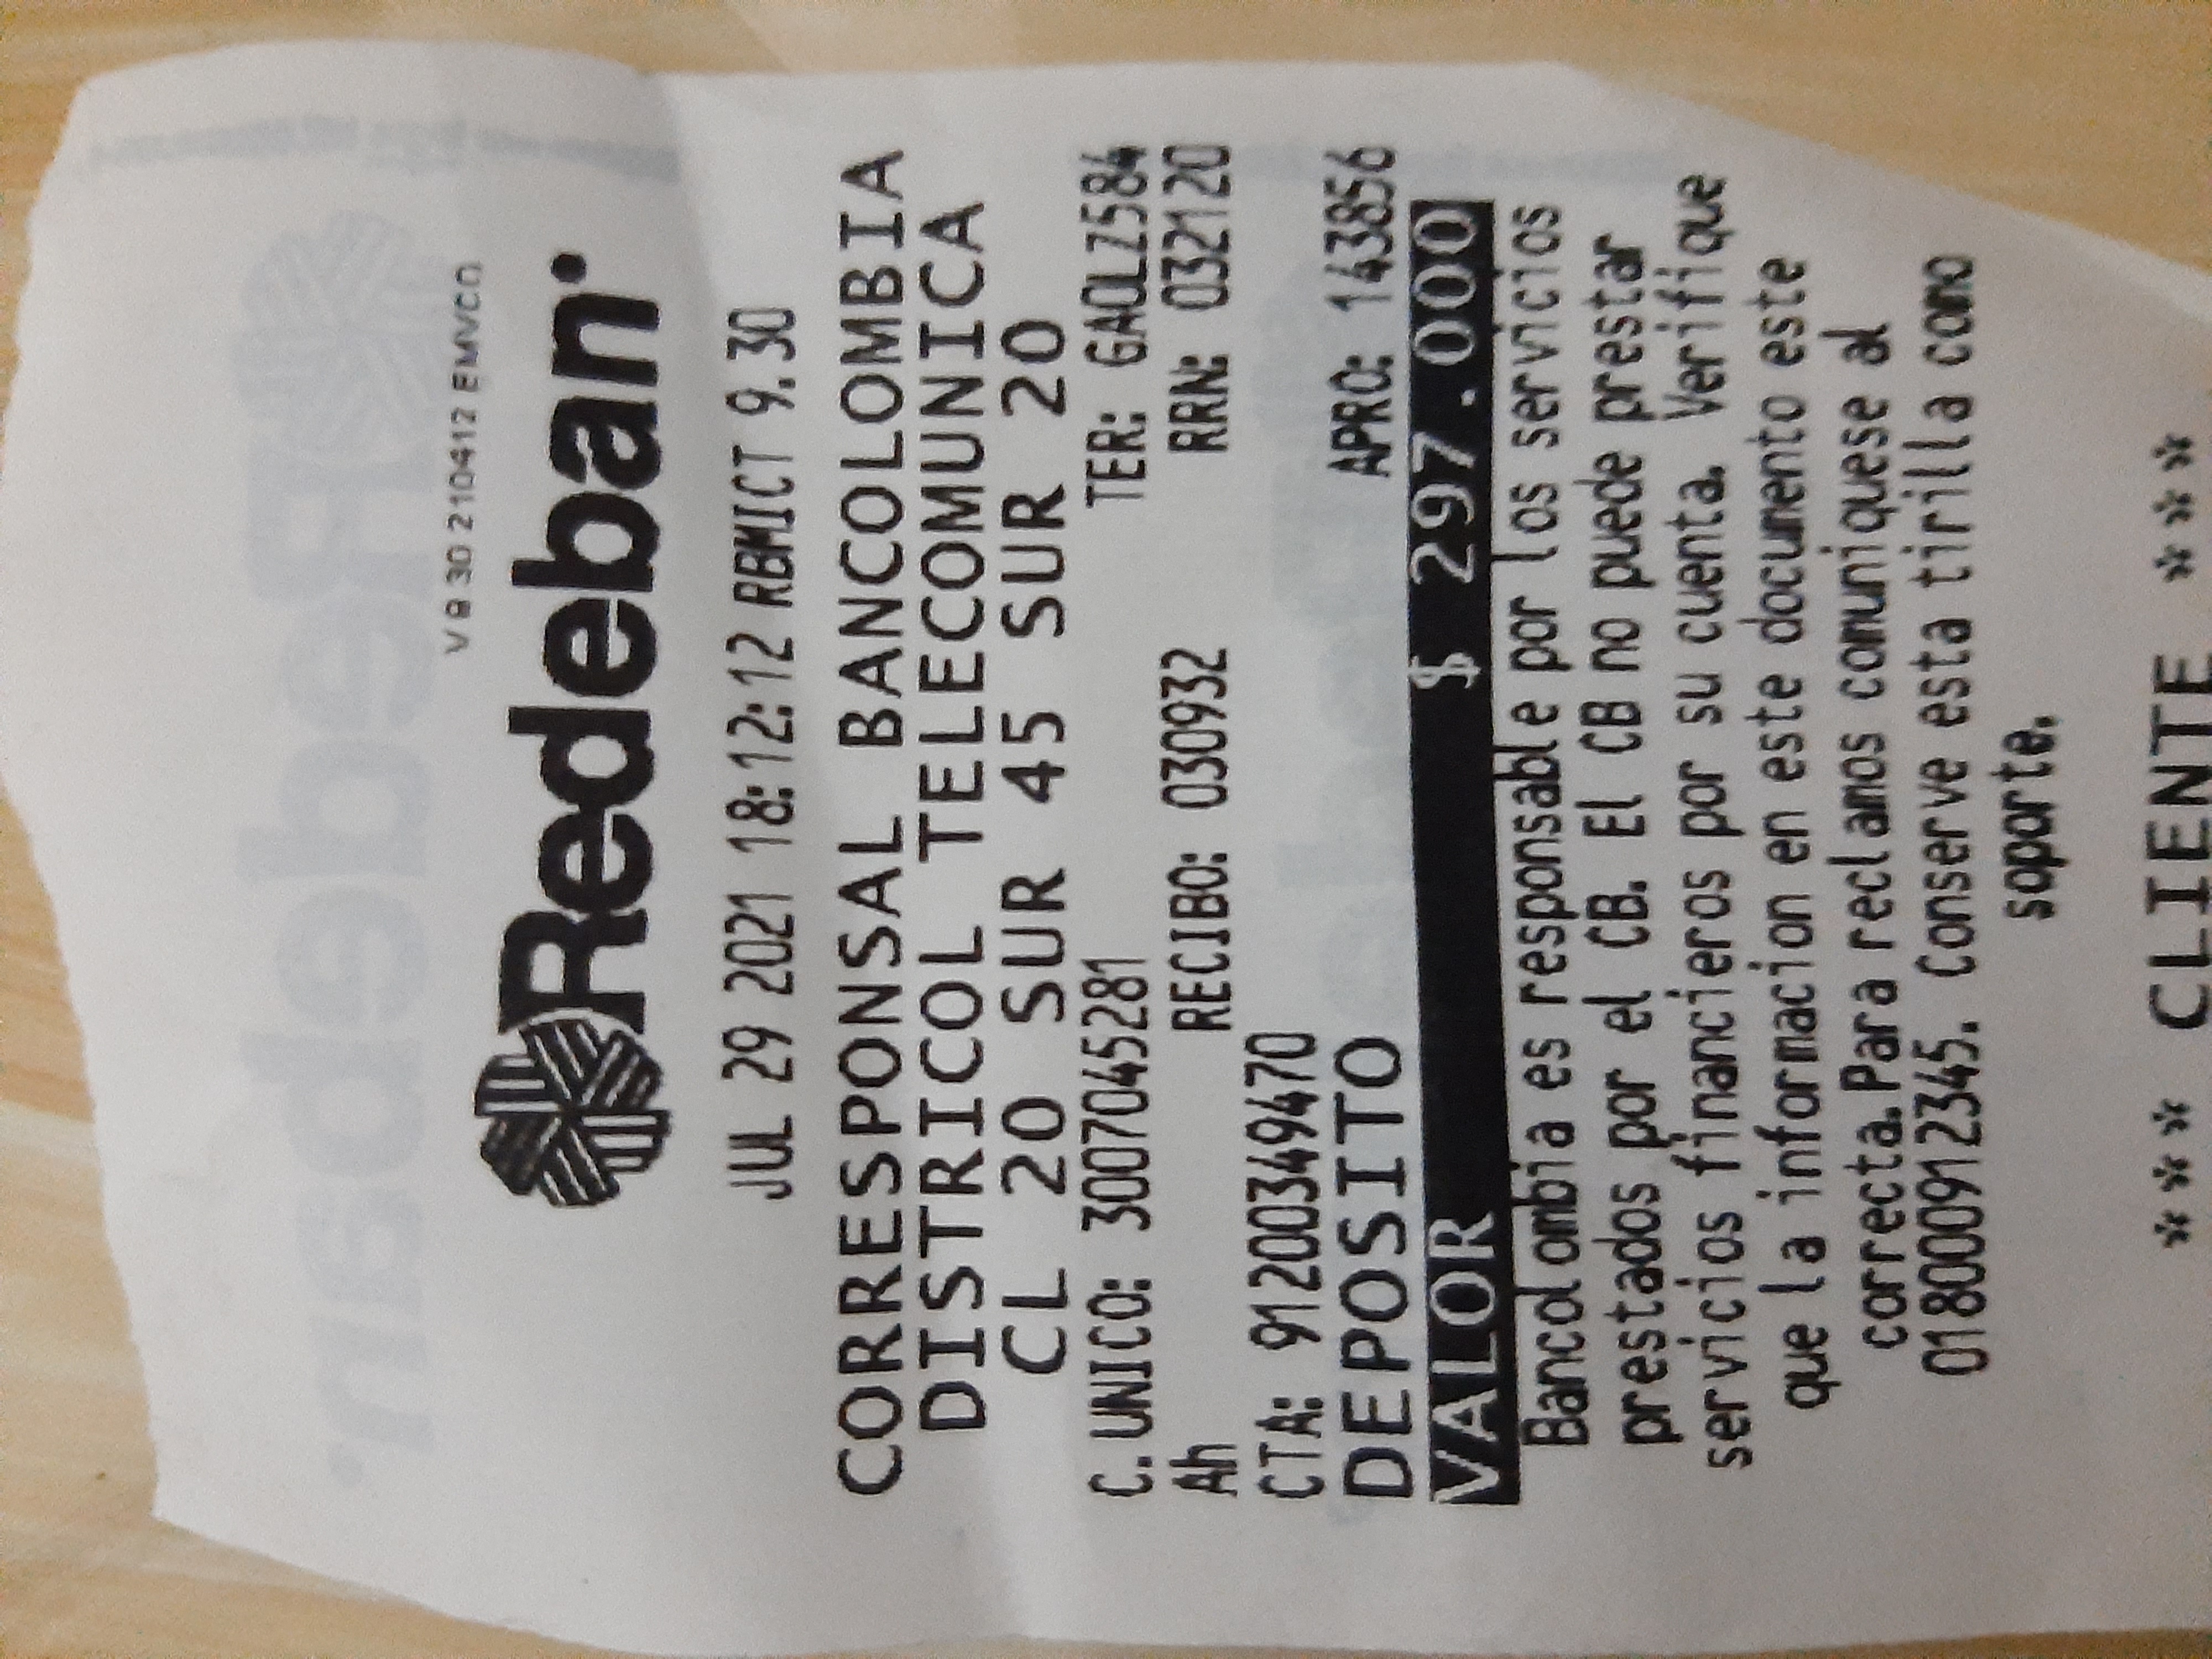 V 9 30 210412 EMVCO
Redeban
JUL 29 2021 18:12:12 RBMICT 9.30
CORRESPONSAL BANCOLOMBIA
DISTRICOL TELECOMUNICA
CL 20 SUR 45 SUR 20
C.UNICO: 3007045281 TER: GAOLZ584
Ah RECIBO: 030932 RRN: 032120
CTA: 91200349470
DEPOSITO APRO: 143856
VALOR $ 297.000
Bancolombia es responsable por los servicios
prestados por el CB. El CB no puede prestar
servicios financieros por su cuenta. Verifique
que la informacion en este documento este
correcta.Para reclamos comuniquese al
018000912345. Conserve esta tirilla como
soporte.
*** CLIENTE ***